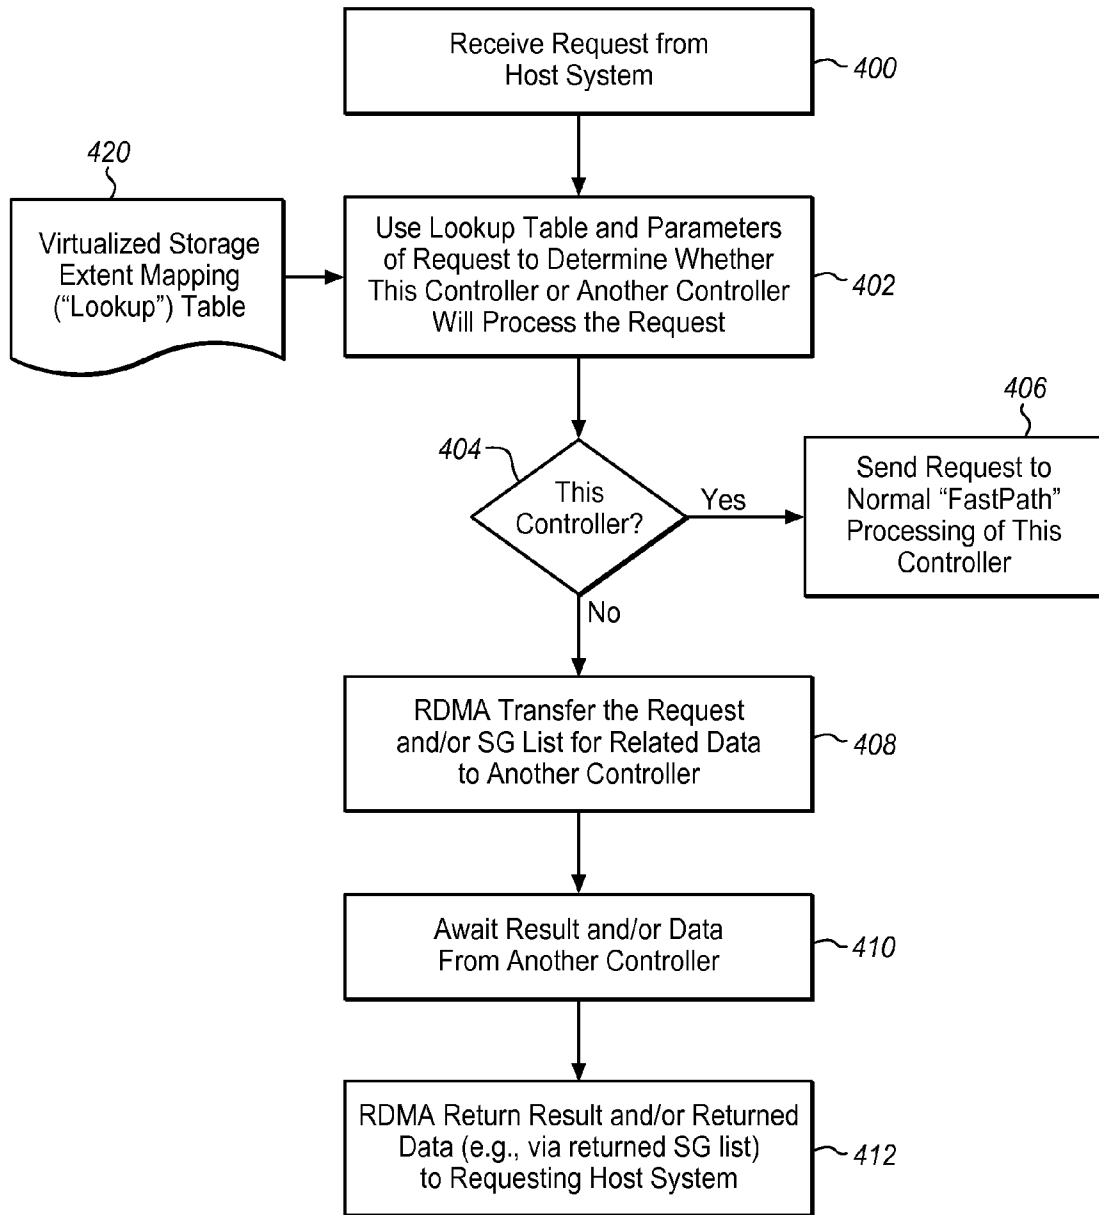 Receive Request from
Host System
400
420
Virtualized Storage
Extent Mapping
(“Lookup”) Table
Use Lookup Table and Parameters
of Request to Determine Whether
This Controller or Another Controller
Will Process the Request
402
404
This
Controller?
Yes
406
Send Request to
Normal “FastPath”
Processing of This
Controller
No
RDMA Transfer the Request
and/or SG List for Related Data
to Another Controller
408
Await Result and/or Data
From Another Controller
410
RDMA Return Result and/or Returned
Data (e.g., via returned SG list)
to Requesting Host System
412